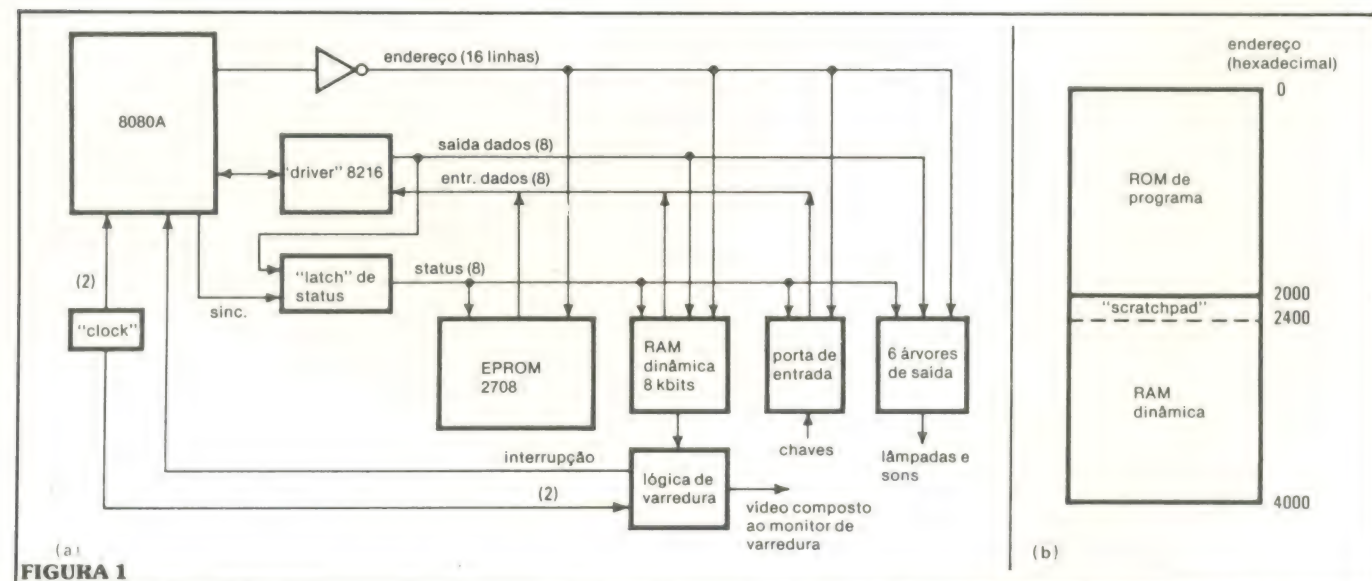 8080A
endereço (16 linhas)
"driver" 8216
saída dados (8)
entr. dados (8)
"latch" de
status
status (8)
sinc.
(2)
"clock"
EPROM
2708
RAM
dinâmica
8 kbits
porta de
entrada
6 árvores
de saída
chaves
lâmpadas e
sons
interrupção
(2)
lógica de
varredura
vídeo composto
ao monitor de
varredura
(a)
FIGURA 1
endereço
(hexadecimal)
0
ROM de
programa
2000
"scratchpad"
2400
RAM
dinâmica
4000
(b)